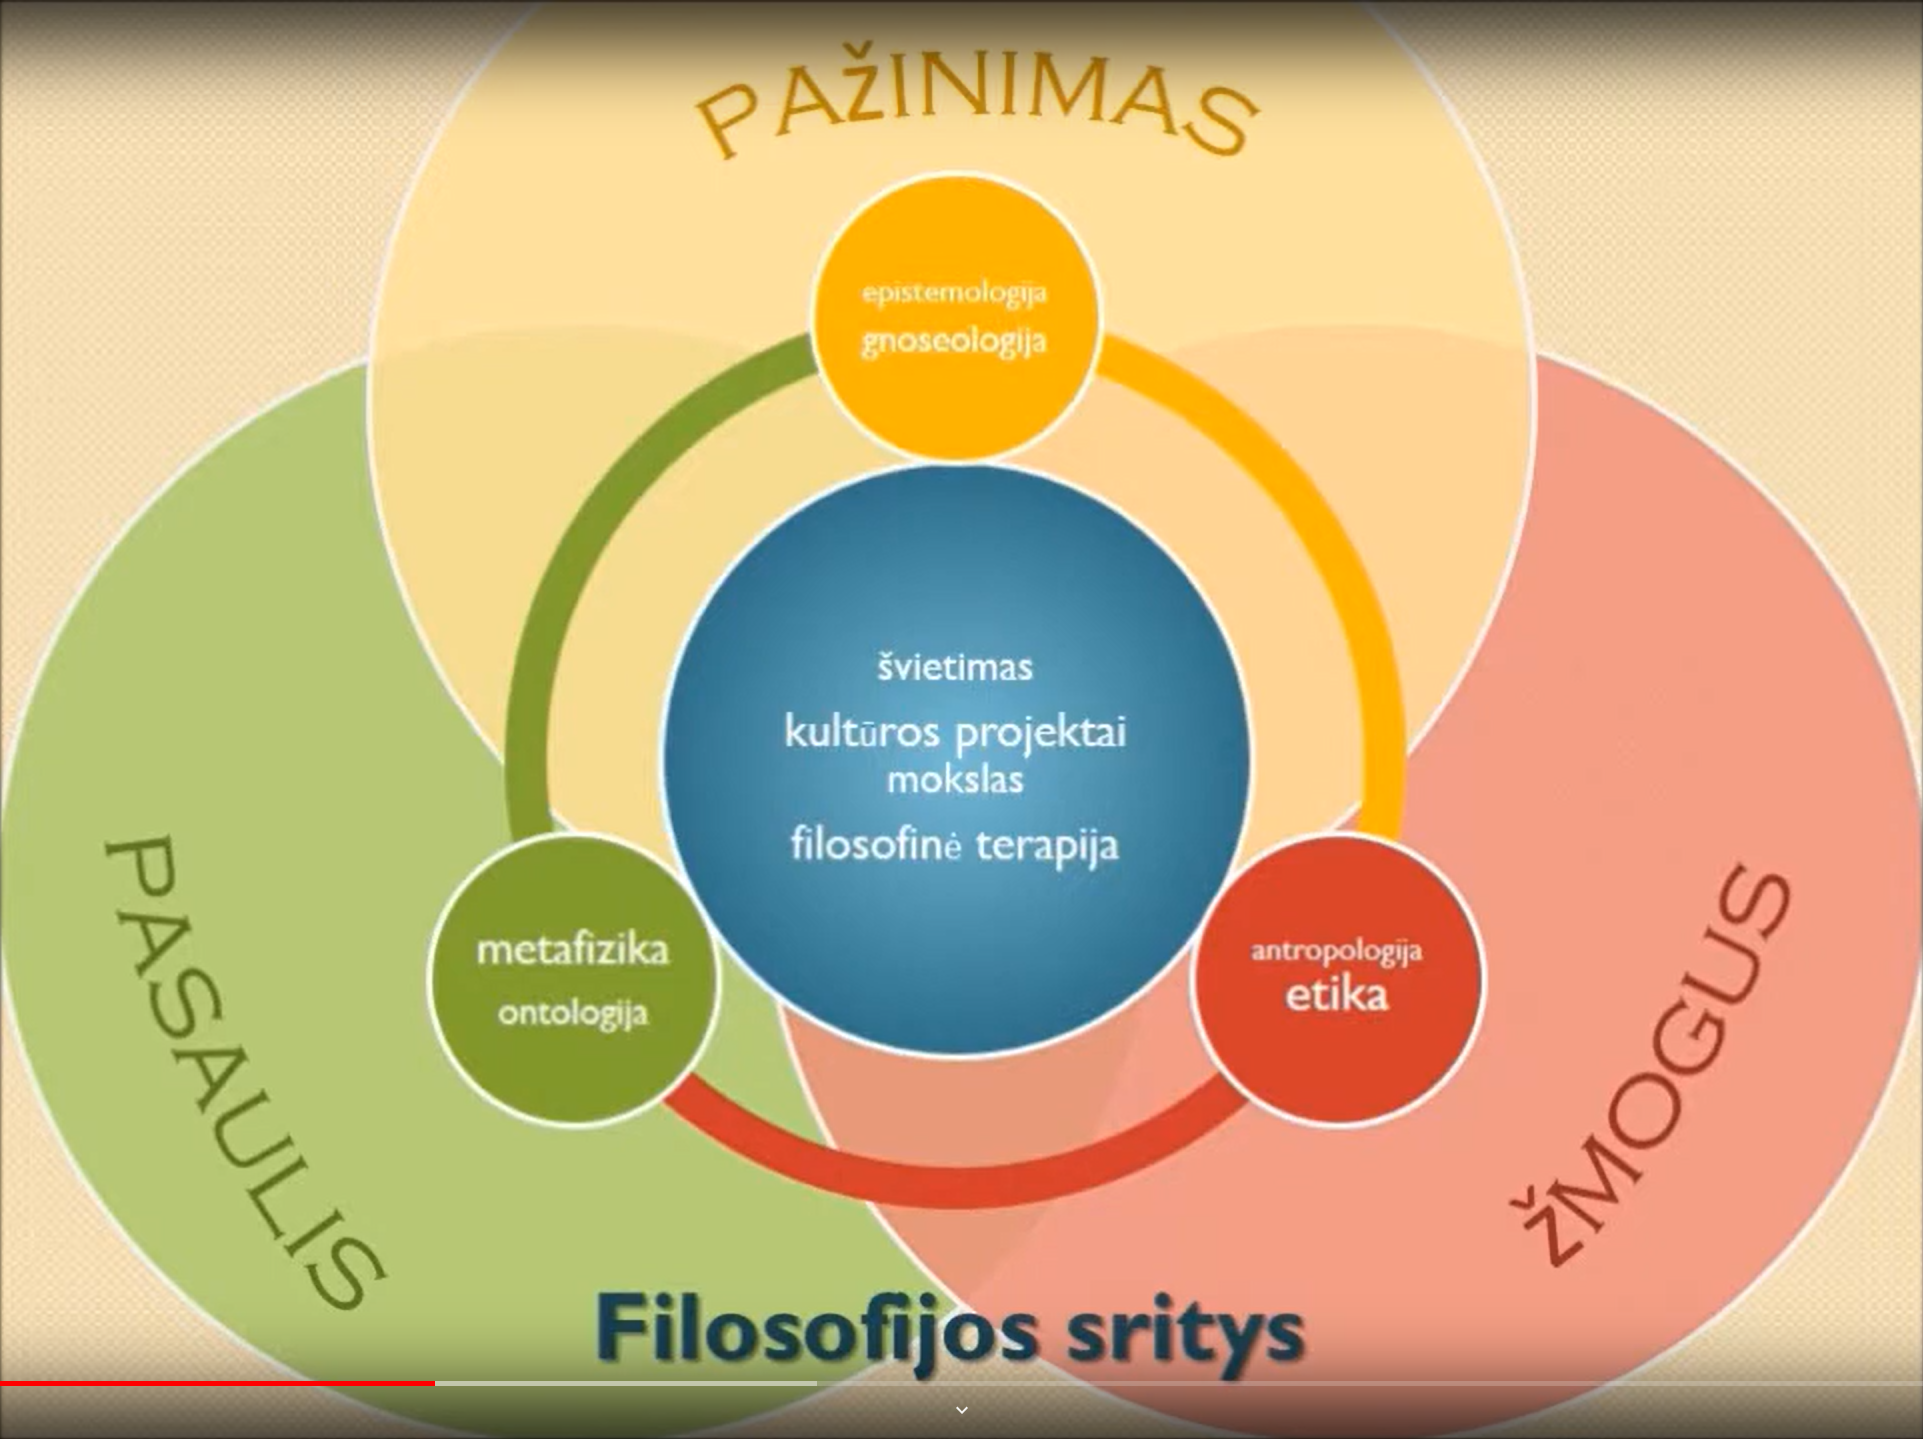 PAŽINIMAS
epistemologija
gnoseologija
švietimas
kultūros projektai
mokslas
filosofinė terapija
PASAULIS
metafizika
ontologija
antropologija
etika
ŽMOGUS
Filosofijos sritys